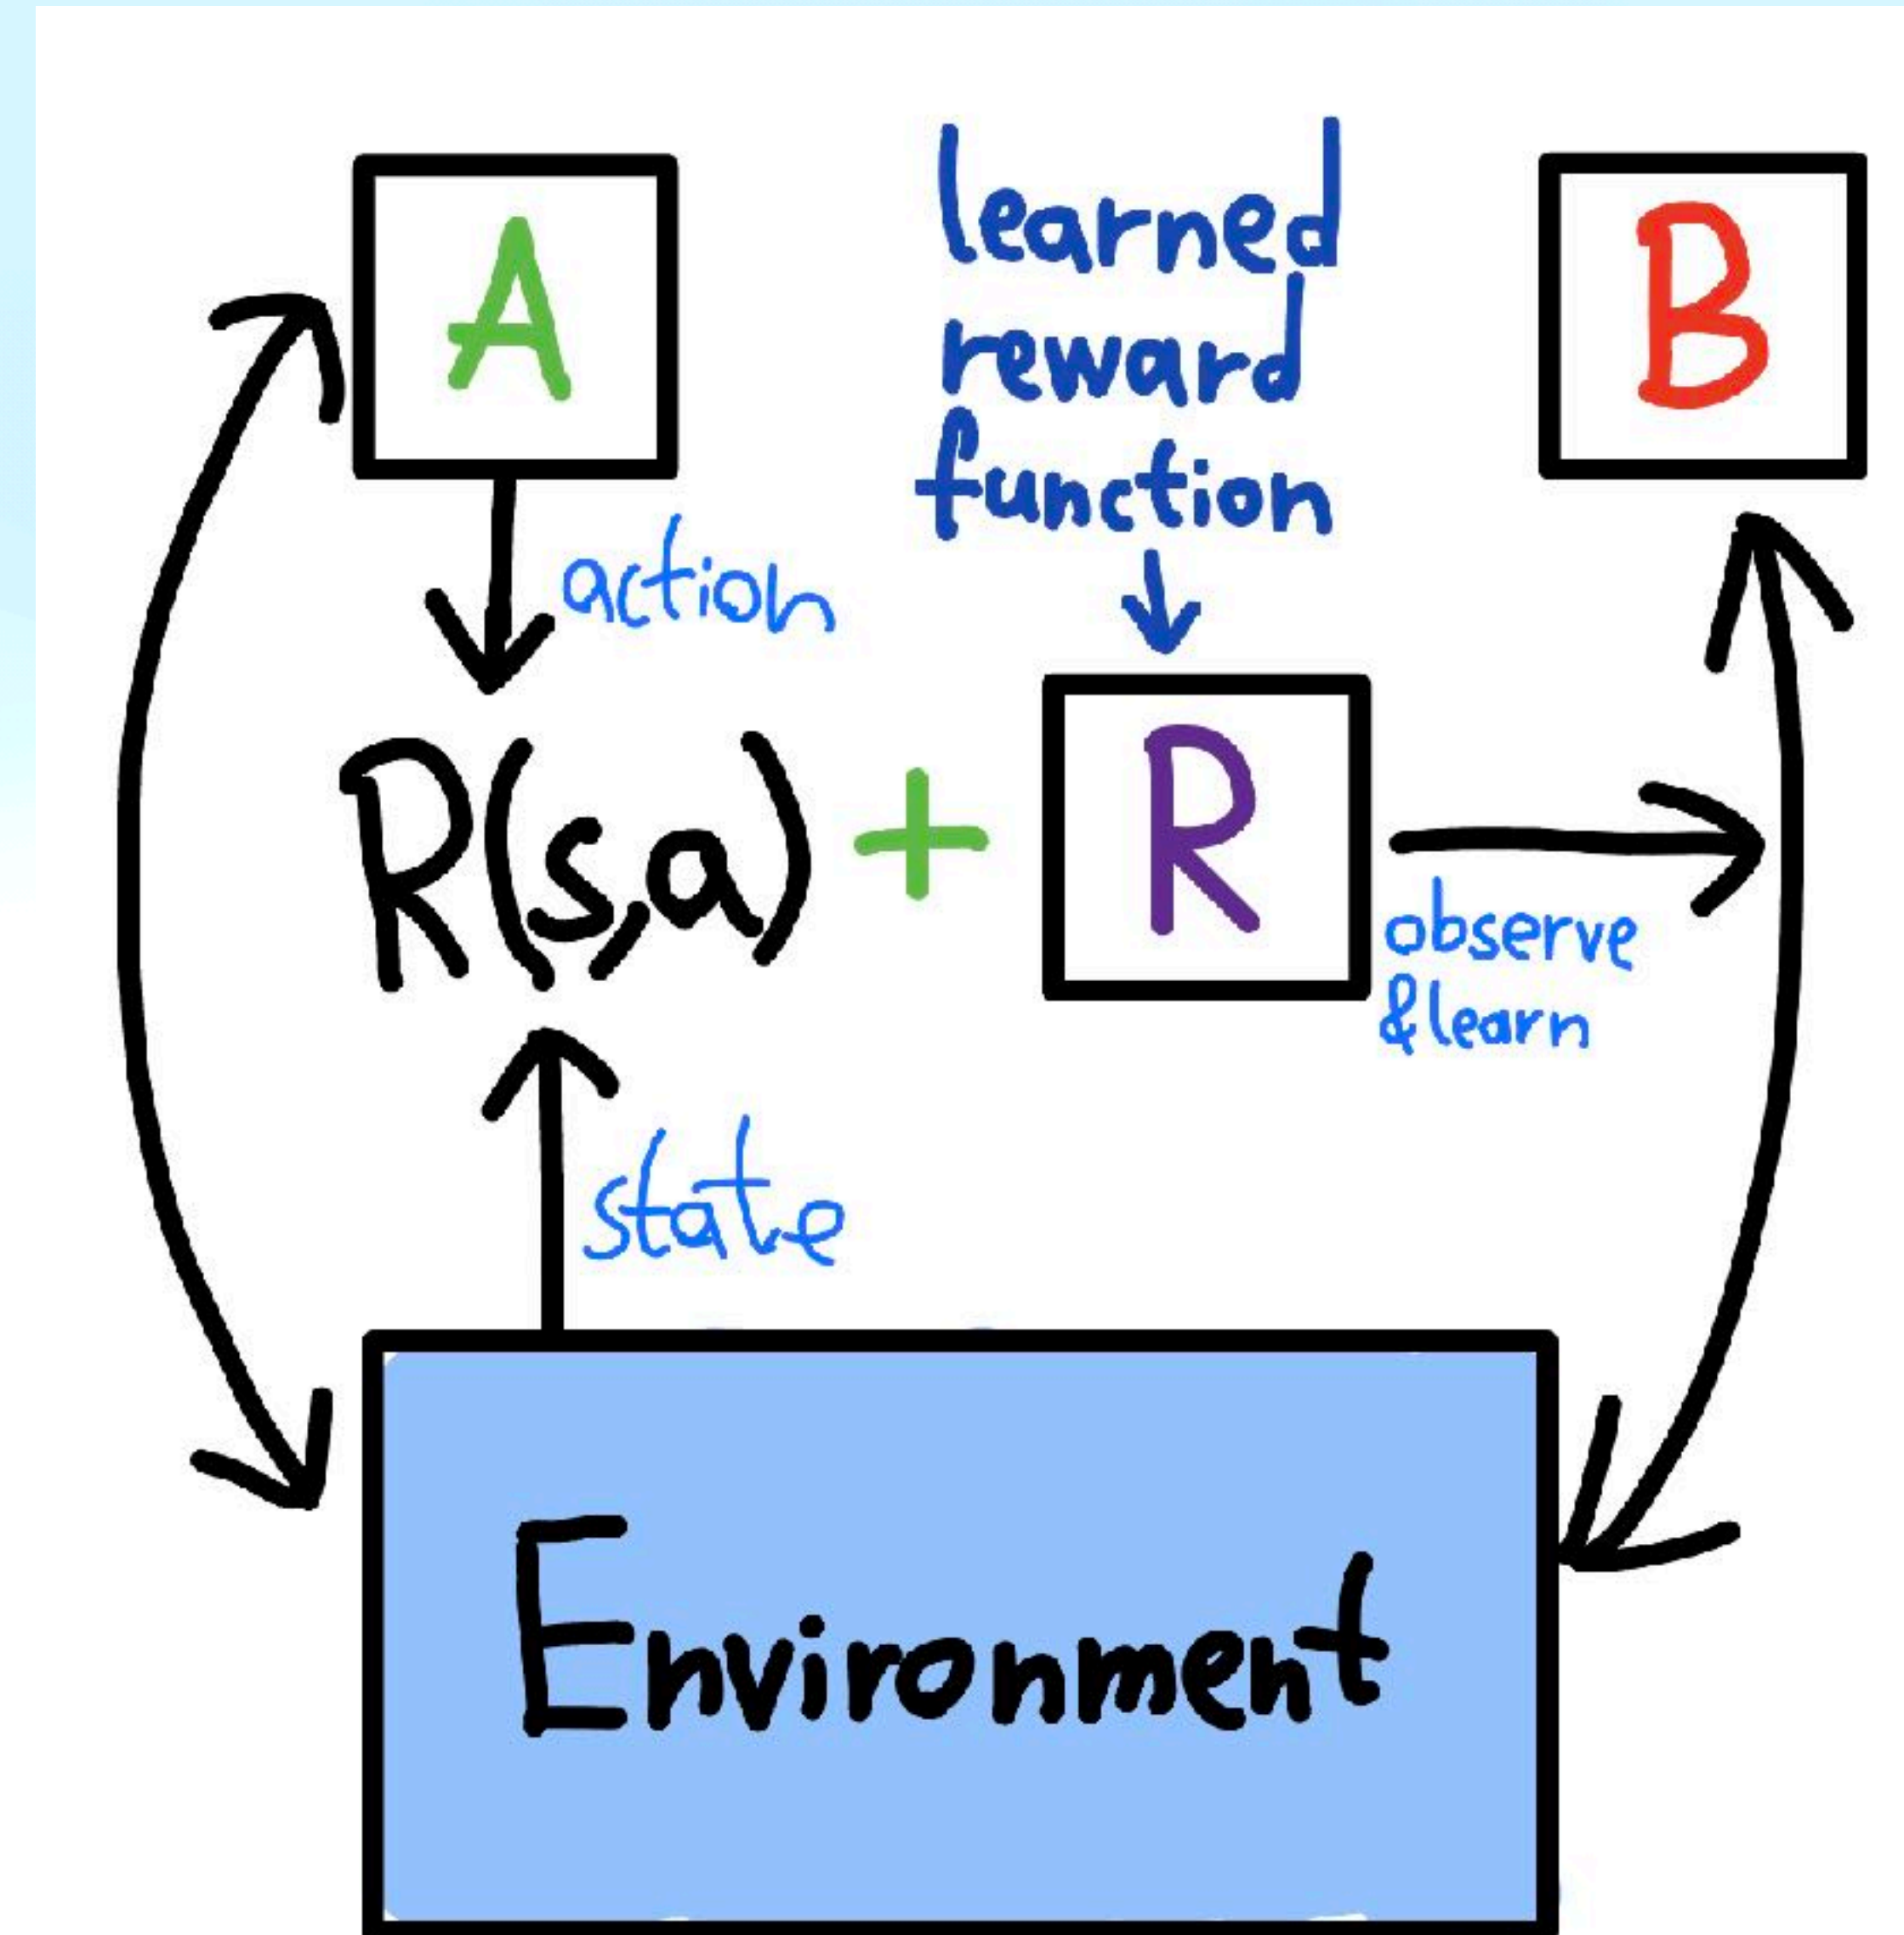 A
learned
reward
function
B
action
R(s,a) + R
observe
& learn
state
Environment